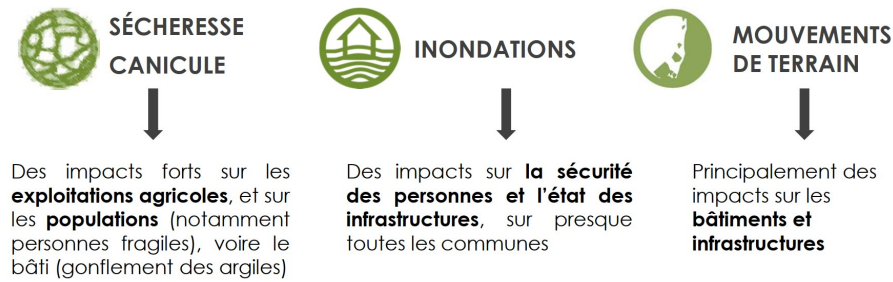 SÉCHERESSE
CANICULE
Des impacts forts sur les
exploitations agricoles, et sur
les populations (notamment
personnes fragiles), voire le
bâti (gonflement des argiles)
INONDATIONS
Des impacts sur la sécurité
des personnes et l'état des
infrastructures, sur presque
toutes les communes
MOUVEMENTS
DE TERRAIN
Principalement des
impacts sur les
bâtiments et
infrastructures